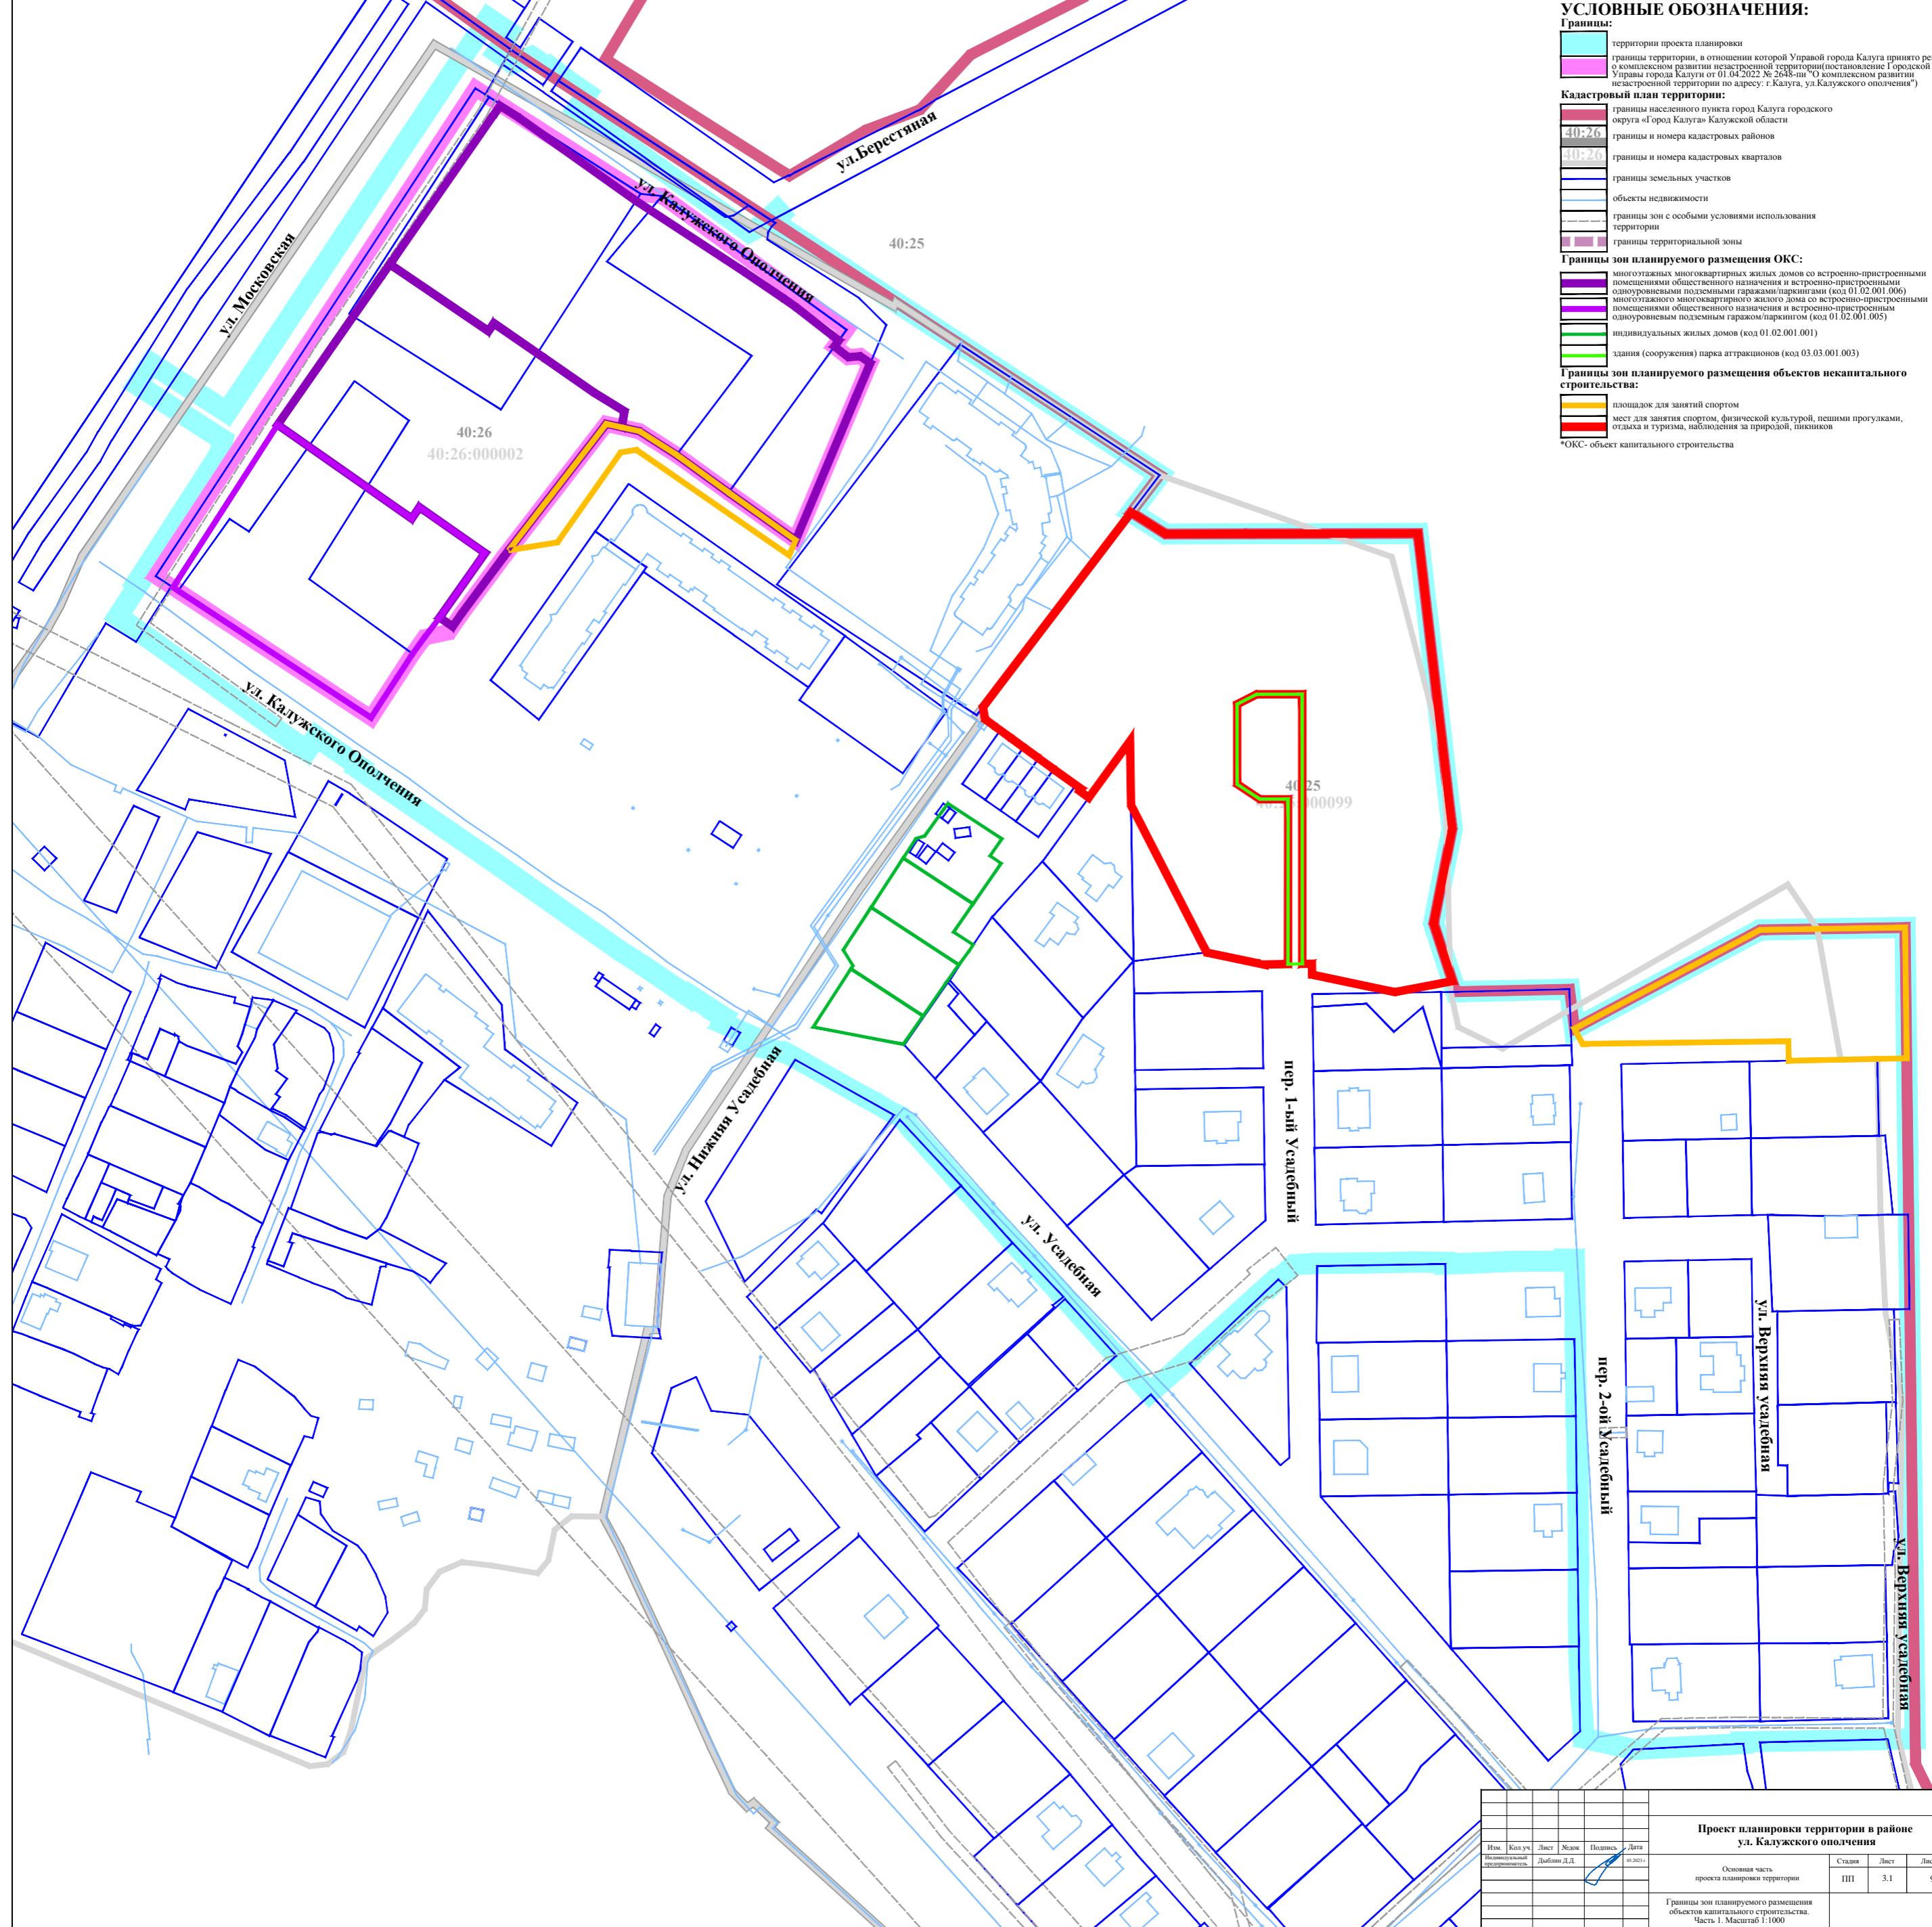 УСЛОВНЫЕ ОБОЗНАЧЕНИЯ:
Границы:
территории проекта планировки
границы территории, в отношении которой Управой города Калуга принято ре
о комплексном развитии незастроенной территории(постановление Городской
Управы города Калуги от 01.04.2022 № 2648-пи "О комплексном развитии
незастроенной территории по адресу: г.Калуга, ул.Калужского ополчения")
Кадастровый план территории:
границы населенного пункта город Калуга городского
округа «Город Калуга» Калужской области
40:26
границы и номера кадастровых районов
40:26
границы и номера кадастровых кварталов
границы земельных участков
объекты недвижимости
границы зон с особыми условиями использования
территории
границы территориальной зоны
Границы зон планируемого размещения ОКС:
многоэтажных многоквартирных жилых домов со встроенно-пристроенными
помещениями общественного назначения и встроенно-пристроенными
одноуровневыми подземными гаражами/паркингами (код 01.02.001.006)
многоэтажного многоквартирного жилого дома со встроенно-пристроенными
помещениями общественного назначения и встроенно-пристроенным
одноуровневым подземным гаражом/паркингом (код 01.02.001.005)
индивидуальных жилых домов (код 01.02.001.001)
здания (сооружения) парка аттракционов (код 03.03.001.003)
Границы зон планируемого размещения объектов некапитального
строительства:
площадок для занятий спортом
мест для занятия спортом, физической культурой, пешими прогулками,
отдыха и туризма, наблюдения за природой, пикников
*ОКС- объект капитального строительства
ул.Берестяная
ул. Калужского Ополчения
ул. Московская
40:25
40:26
40:26:000002
ул. Калужского Ополчения
40:25
000099
ул. Нижняя Усадебная
пер. 1-ый Усадебный
ул. Усадебная
ул. Верхняя усадебная
пер. 2-ой Усадебный
ул. Верхняя усадебная
Проект планировки территории в районе
ул. Калужского ополчения
Изм. Кол.уч. Лист №док Подпись Дата
Индивидуальный
предприниматель
Дыбин Д.Д.
Основная часть
проекта планировки территории
Стадия Лист
ПП 3.1
Границы зон планируемого размещения
объектов капитального строительства.
Часть 1. Масштаб 1:1000